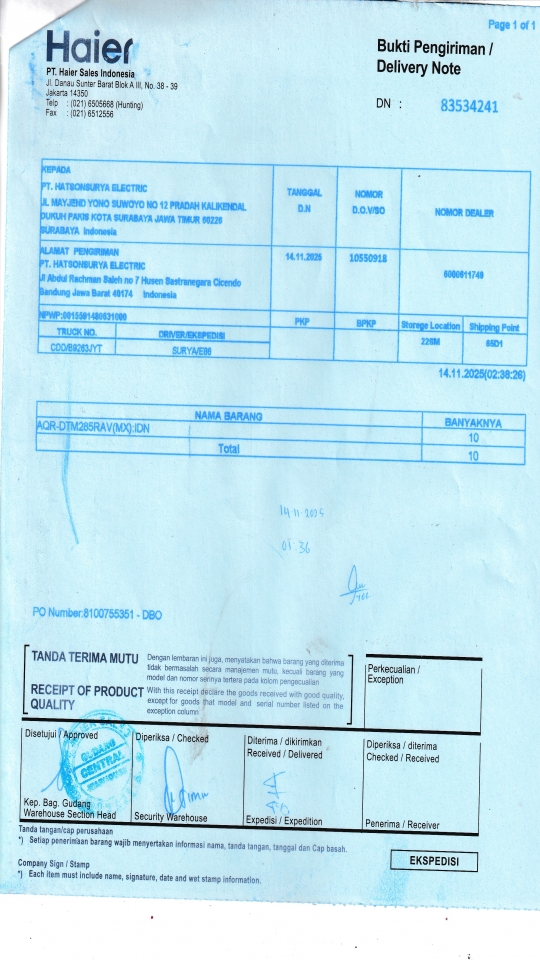 Page 1 of 1
Haier
PT. Haier Sales Indonesia
Jl. Danau Sunter Barat Blok A III, No. 38 - 39
Jakarta 14350
Telp : (021) 6505668 (Hunting)
Fax : (021) 6512556
Bukti Pengiriman /
Delivery Note
DN : 83534241
KEPADA
PT. HATSONSURYA ELECTRIC
JL MAYJEND YONO SUWOYO NO 12 PRADAH KALIKENDAL
DUKUH PAKIS KOTA SURABAYA JAWA TIMUR 60226
SURABAYA Indonesia
TANGGAL
D.N
NOMOR
D.O.V/SO
NOMOR DEALER
ALAMAT PENGIRIMAN
PT. HATSONSURYA ELECTRIC
Jl Abdul Rachman Saleh no 7 Husen Sastranegara Cicendo
Bandung Jawa Barat 40174 Indonesia
14.11.2025
10550918
NPWP:
PKP
BPKP
Storage Location
Shipping Point
TRUCK NO.
DRIVER/EKSPEDISI
CDD/B9263JYT
14.11.2025(02:38:26)
NAMA BARANG
BANYAKNYA
AQR-DTM285RAV(MX):IDN
10
Total
10
14.11.2025
01:36
PO Number:8100755351 - DBO
TANDA TERIMA MUTU
Dengan lembaran ini juga, menyatakan bahwa barang yang diterima
tidak bermasalah secara manajemen mutu, kecuali barang yang
model dan nomor serinya tertera pada kolom pengecualian
RECEIPT OF PRODUCT
QUALITY
With this receipt declare the goods received with good quality,
except for goods that model and serial number listed on the
exception column
Perkecualian /
Exception
Disetujui / Approved
Diperiksa / Checked
Diterima / dikirimkan
Received / Delivered
Diperiksa / diterima
Checked / Received
GUDANG
CENTRAL
Kep. Bag. Gudang
Warehouse Section Head
Security Warehouse
Expedisi / Expedition
Penerima / Receiver
Tanda tangan/cap perusahaan
*) Setiap penerimaan barang wajib menyertakan informasi nama, tanda tangan, tanggal dan Cap basah.
Company Sign / Stamp
*) Each item must include name, signature, date and wet stamp information.
EKSPEDISI